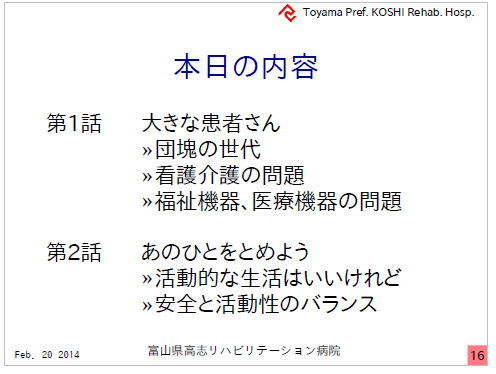 Toyama Pref. KOSHI Rehab. Hosp.
本日の内容
第1話 大きな患者さん
»団塊の世代
»看護介護の問題
»福祉機器、医療機器の問題
第2話 あのひとをとめよう
»活動的な生活はいいけれど
»安全と活動性のバランス
Feb. 20 2014 富山県高志リハビリテーション病院 16